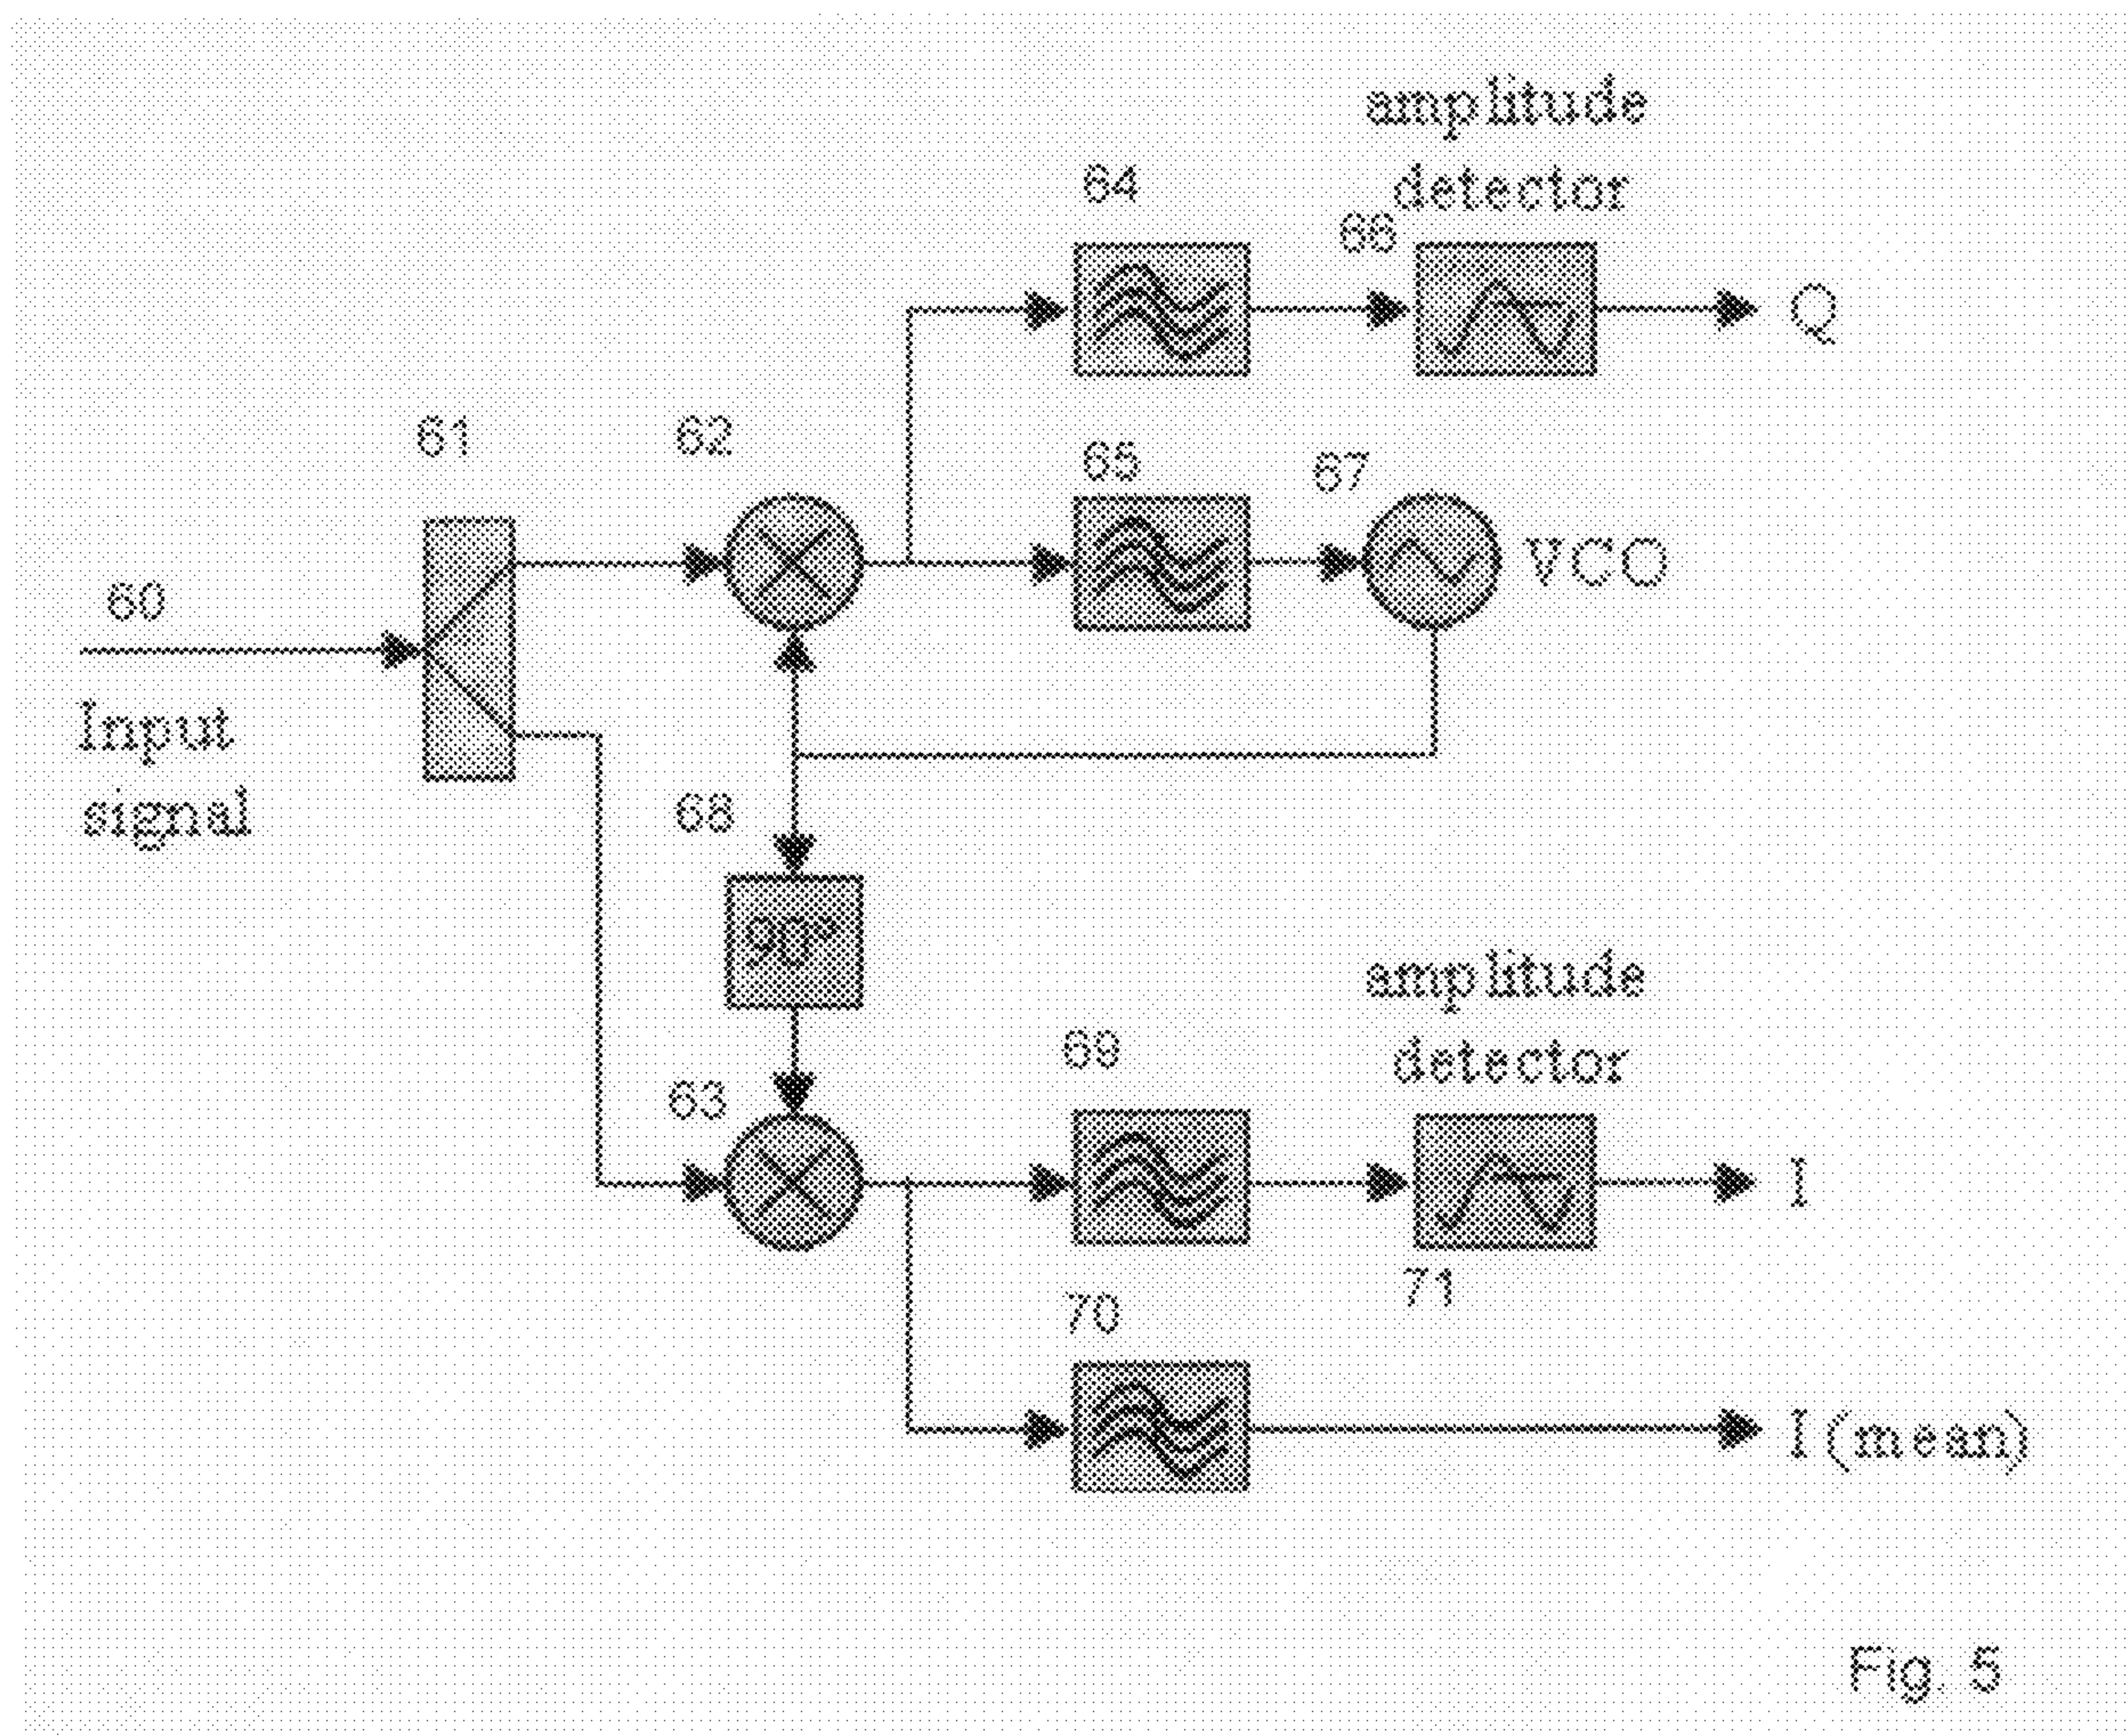 amplitude
detector
64
66
Q
61
62
65
67
VCO
60
Input
signal
68
90°
amplitude
detector
69
63
I
71
70
I(mean)
Fig. 5